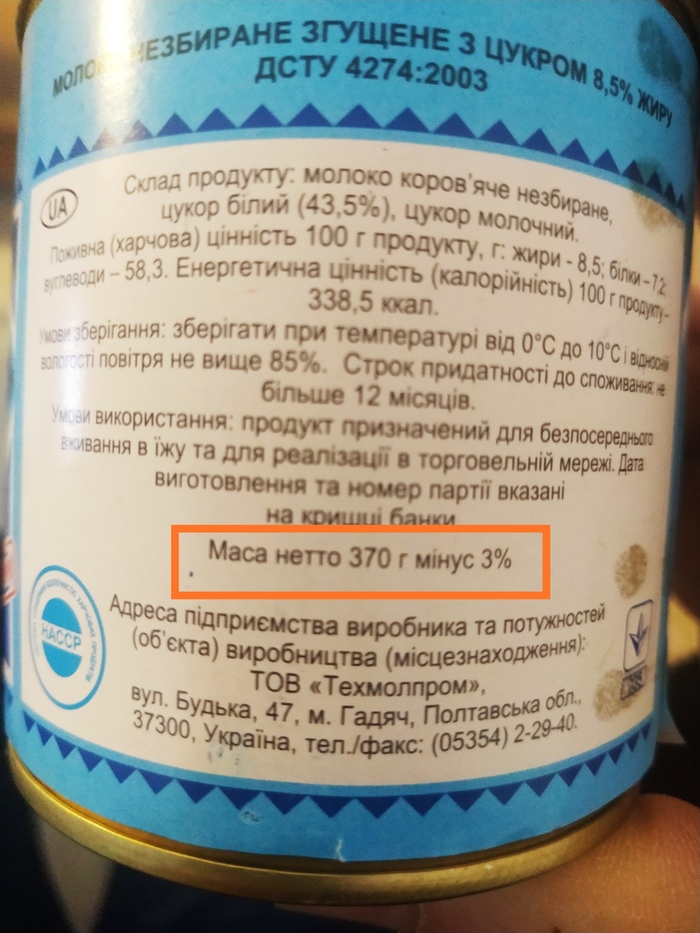 МОЛОКО НЕЗБИРАНЕ ЗГУЩЕНЕ З ЦУКРОМ 8,5% ЖИРУ
ДСТУ 4274:2003
UA
Склад продукту: молоко коров’яче незбиране,
цукор білий (43,5%), цукор молочний.
Поживна (харчова) цінність 100 г продукту, г: жири - 8,5; білки – 7,2;
вуглеводи – 58,3. Енергетична цінність (калорійність) 100 г продукту –
338,5 ккал.
Умови зберігання: зберігати при температурі від 0°С до 10°С і відносній
вологості повітря не вище 85%. Строк придатності до споживання: не
більше 12 місяців.
Умови використання: продукт призначений для безпосереднього
вживання в їжу та для реалізації в торговельній мережі. Дата
виготовлення та номер партії вказані
на кришці банки
Маса нетто 370 г мінус 3%
HACCP
Адреса підприємства виробника та потужностей
(об’єкта) виробництва (місцезнаходження):
ТОВ «Техмолпром»,
вул. Будька, 47, м. Гадяч, Полтавська обл.,
37300, Україна, тел./факс: (05354) 2-29-40.